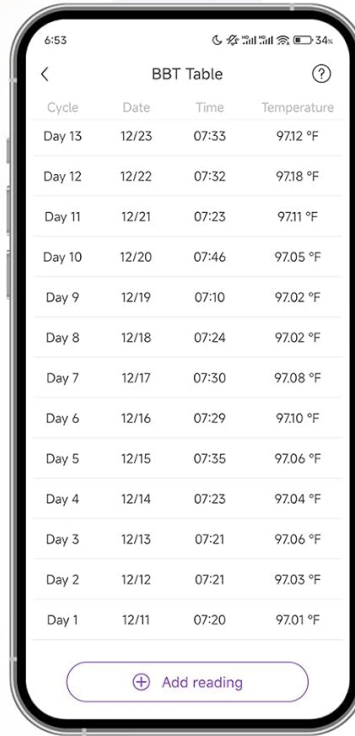 6:53 34%
BBT Table ?
Cycle Date Time Temperature
Day 13 12/23 07:33 97.12 °F
Day 12 12/22 07:32 97.18 °F
Day 11 12/21 07:23 97.11 °F
Day 10 12/20 07:46 97.05 °F
Day 9 12/19 07:10 97.02 °F
Day 8 12/18 07:24 97.02 °F
Day 7 12/17 07:30 97.08 °F
Day 6 12/16 07:29 97.10 °F
Day 5 12/15 07:35 97.06 °F
Day 4 12/14 07:23 97.04 °F
Day 3 12/13 07:21 97.06 °F
Day 2 12/12 07:21 97.03 °F
Day 1 12/11 07:20 97.01 °F
Add reading